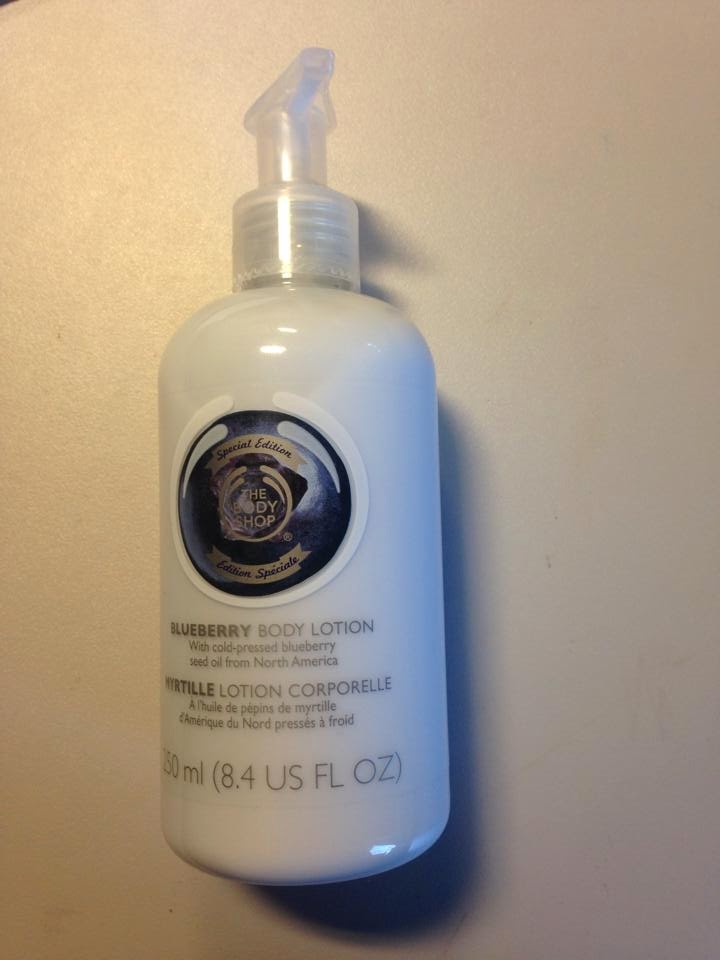 Special Edition
THE
BODY
SHOP
®
Edition Spéciale
BLUEBERRY BODY LOTION
With cold-pressed blueberry
seed oil from North America
MYRTILLE LOTION CORPORELLE
A l'huile de pépins de myrtille
d'Amérique du Nord pressés à froid
250 ml (8.4 US FL OZ)